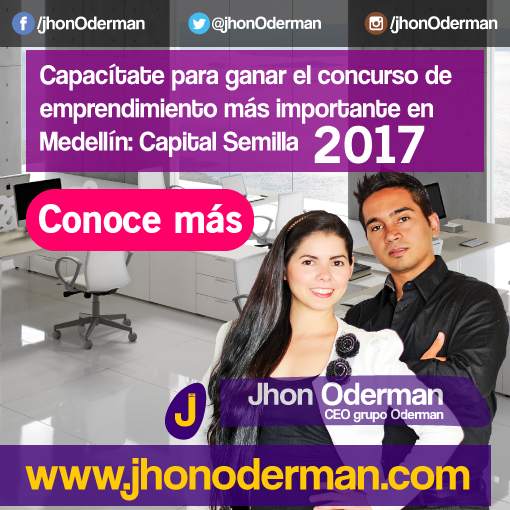 f /jhonOderman @jhonOderman /jhonOderman
Capacítate para ganar el concurso de
emprendimiento más importante en
Medellín: Capital Semilla 2017
Conoce más
J Jhon Oderman
CEO grupo Oderman
www.jhonoderman.com